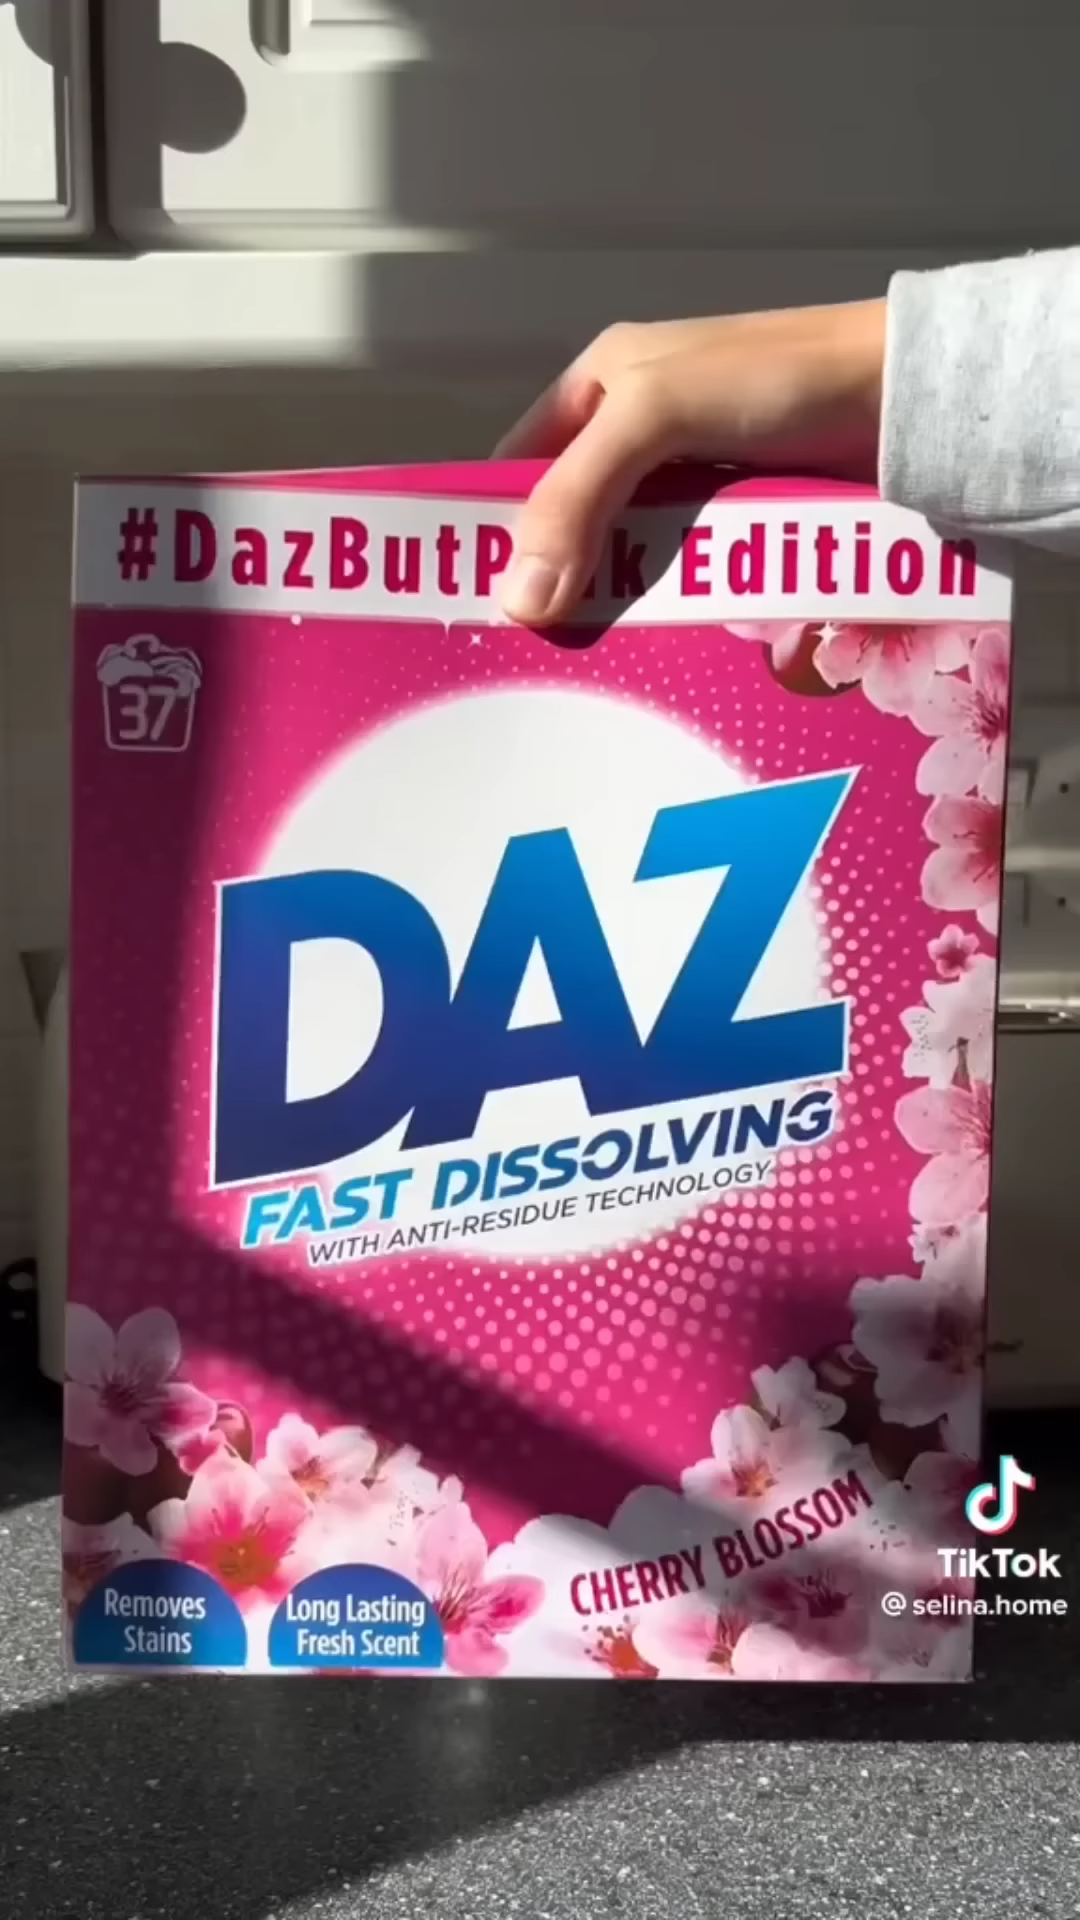 #DazButP k Edition
37
DAZ
FAST DISSOLVING
WITH ANTI-RESIDUE TECHNOLOGY
CHERRY BLOSSOM
Removes
Stains
Long Lasting
Fresh Scent
TikTok
@selina.home